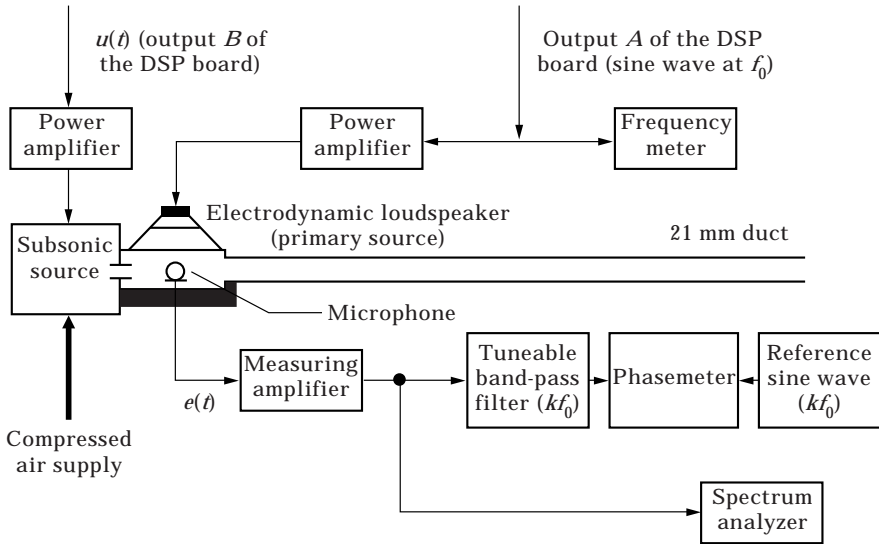 u(t) (output B of
the DSP board)
Output A of the DSP
board (sine wave at f₀)
Power
amplifier
Power
amplifier
Frequency
meter
Electrodynamic loudspeaker
(primary source)
Subsonic
source
21 mm duct
Microphone
Measuring
amplifier
Tuneable
band-pass
filter (kf₀)
Phasemeter
Reference
sine wave
(kf₀)
e(t)
Compressed
air supply
Spectrum
analyzer